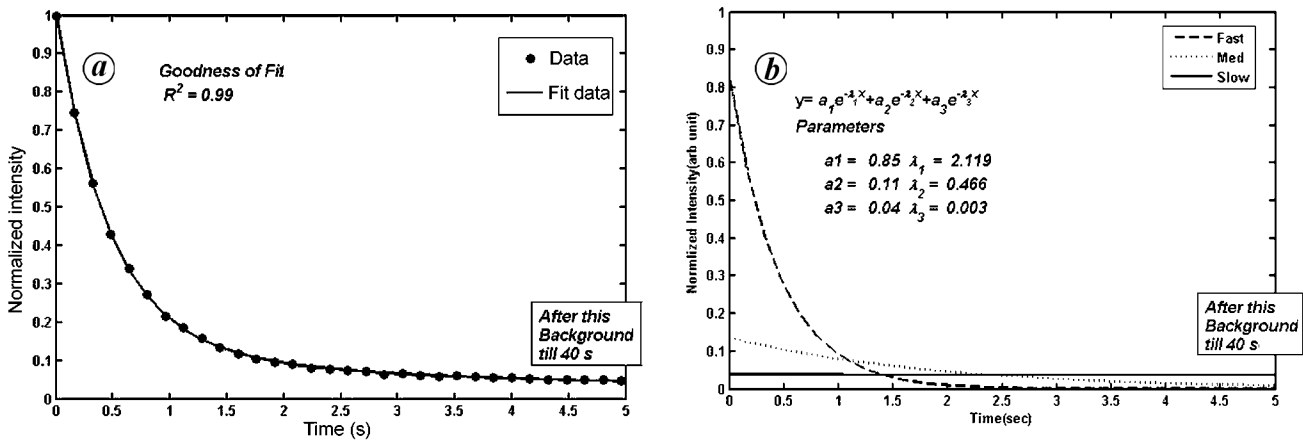 a
Goodness of Fit
R² = 0.99
Data
Fit data
After this
Background
till 40 s
Normalized intensity
1
0.9
0.8
0.7
0.6
0.5
0.4
0.3
0.2
0.1
0
0 0.5 1 1.5 2 2.5 3 3.5 4 4.5 5
Time (s)
b
Fast
Med
Slow
y= a₁e^-λ₁x+a₂e^-λ₂x+a₃e^-λ₃x
Parameters
a1 = 0.85 λ₁ = 2.119
a2 = 0.11 λ₂ = 0.466
a3 = 0.04 λ₃ = 0.003
After this
Background
till 40 s
Normlized Intensity(arb unit)
1
0.9
0.8
0.7
0.6
0.5
0.4
0.3
0.2
0.1
0
0 0.5 1 1.5 2 2.5 3 3.5 4 4.5 5
Time(sec)